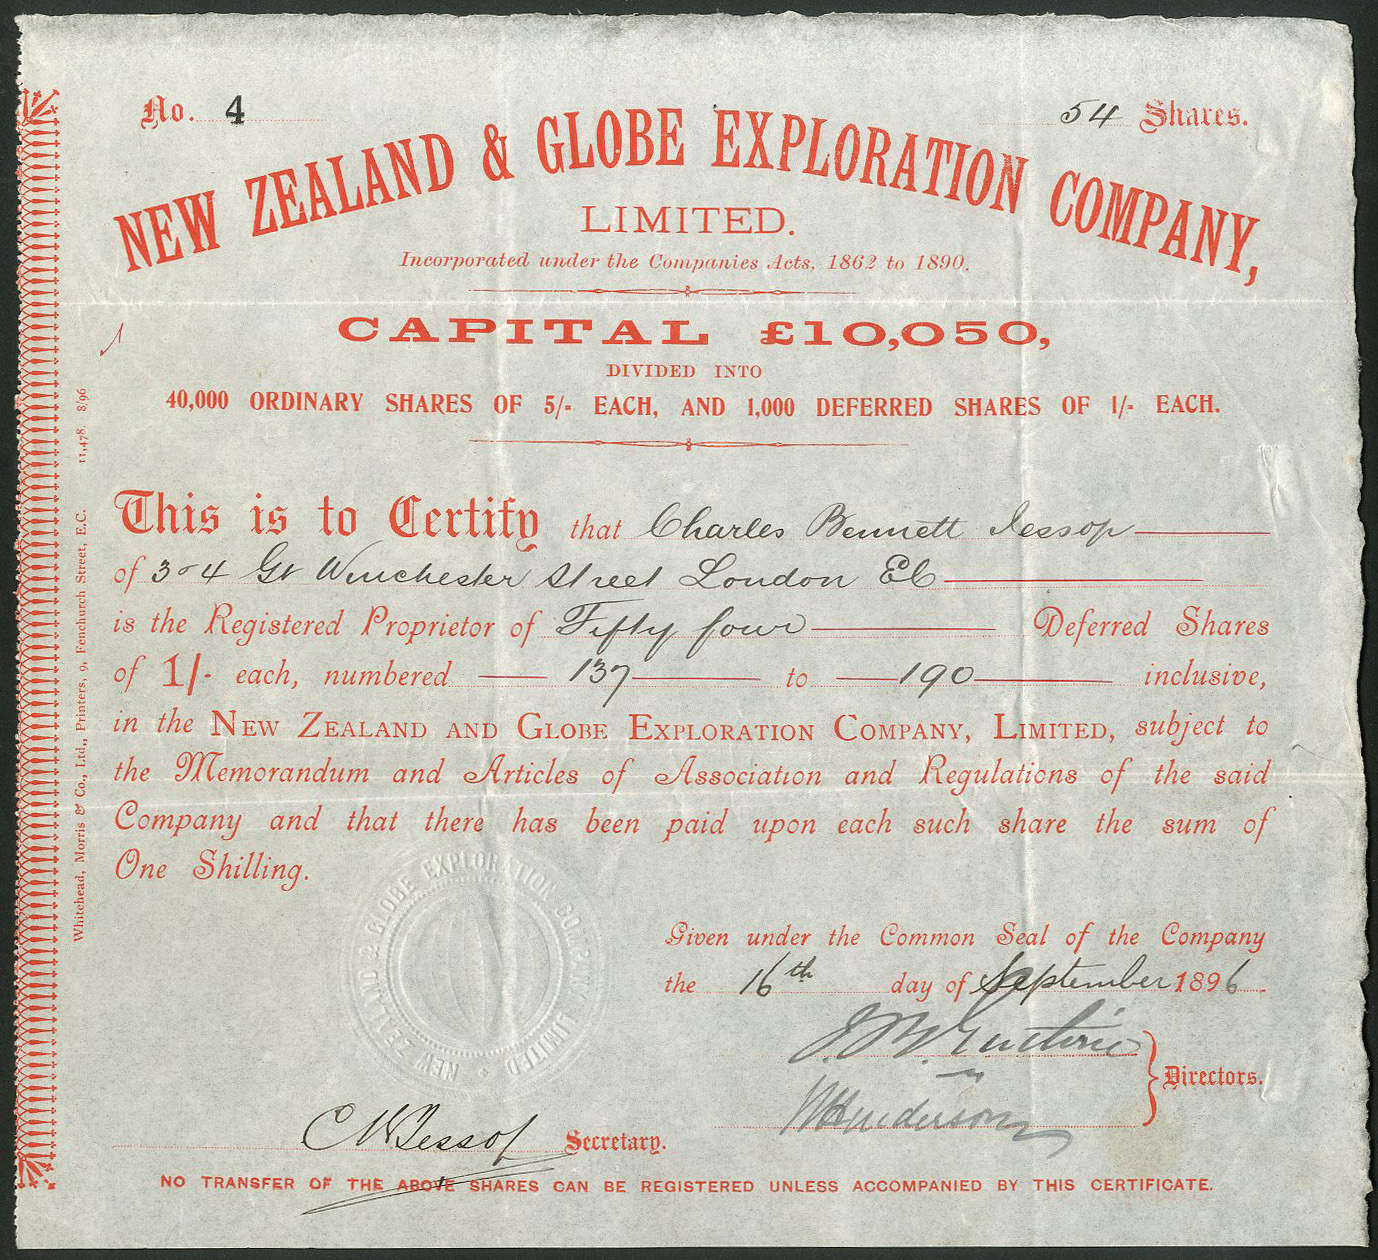 No. 4
54 Shares.
NEW ZEALAND & GLOBE EXPLORATION COMPANY,
LIMITED.
Incorporated under the Companies Acts, 1862 to 1890.
CAPITAL £10,050,
DIVIDED INTO
40,000 ORDINARY SHARES OF 5/- EACH, AND 1,000 DEFERRED SHARES OF 1/- EACH.
This is to Certify that Charles Bennett Jessop
of 3 & 4 Gt Winchester Street London EC
is the Registered Proprietor of Fifty four Deferred Shares
of 1/- each, numbered 137 to 190 inclusive,
in the NEW ZEALAND AND GLOBE EXPLORATION COMPANY, LIMITED, subject to
the Memorandum and Articles of Association and Regulations of the said
Company and that there has been paid upon each such share the sum of
One Shilling.
NEW ZEALAND & GLOBE EXPLORATION COMPANY LIMITED
Given under the Common Seal of the Company
the 16th day of September 1896.
Directors.
Henderson
Jessop Secretary.
NO TRANSFER OF THE ABOVE SHARES CAN BE REGISTERED UNLESS ACCOMPANIED BY THIS CERTIFICATE.
Whitehead, Morris & Co., Ltd., Printers, 9, Fenchurch Street, E.C. 11,478. 8/96